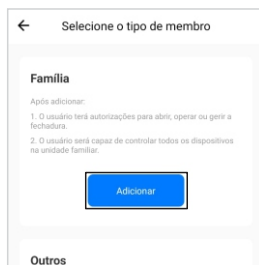 Selecione o tipo de membro
Família
Após adicionar:
1. O usuário terá autorizações para abrir, operar ou gerir a
fechadura.
2. O usuário será capaz de controlar todos os dispositivos
na unidade familiar.
Adicionar
Outros